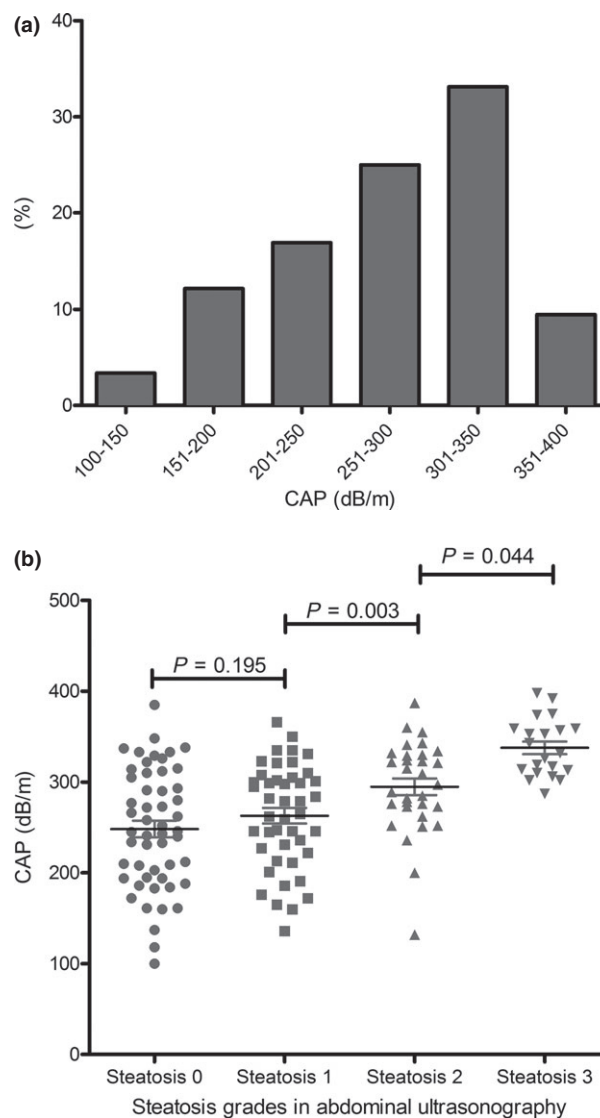 (a)
40
30
20
10
0
(%)
100-150
151-200
201-250
251-300
301-350
351-400
CAP (dB/m)
(b)
P = 0.044
P = 0.003
P = 0.195
500
400
300
200
100
0
CAP (dB/m)
Steatosis 0
Steatosis 1
Steatosis 2
Steatosis 3
Steatosis grades in abdominal ultrasonography